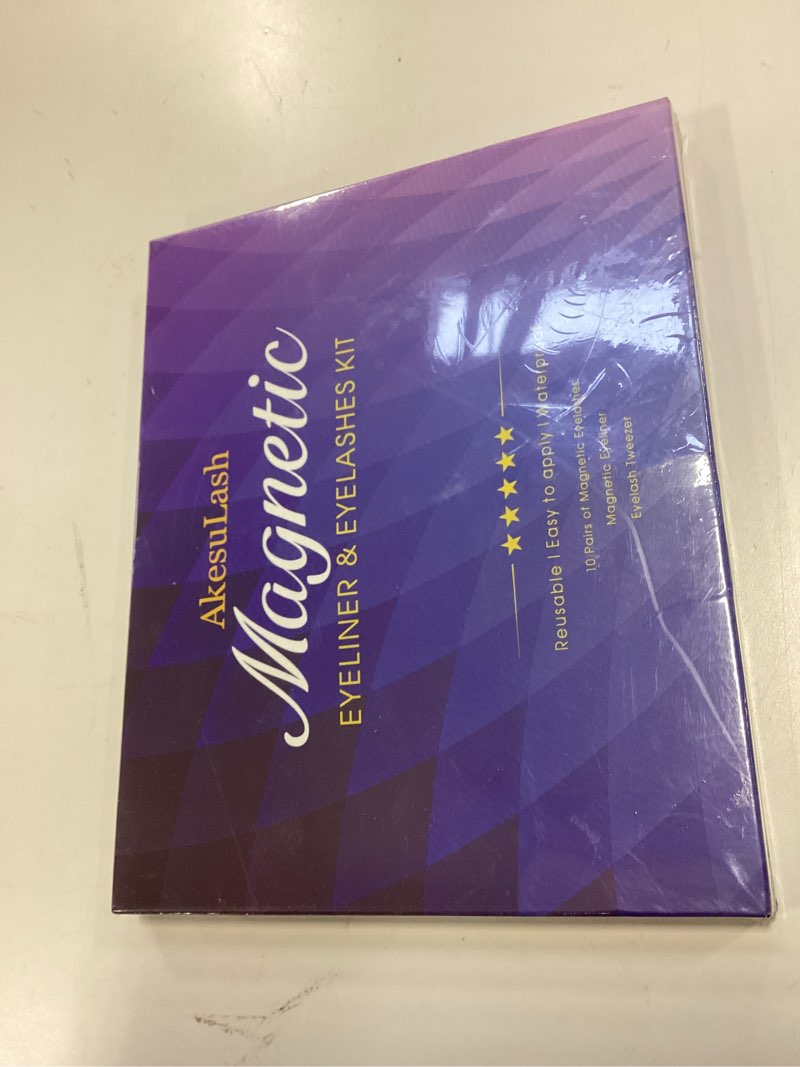 AkesuLash
Magnetic
EYELINER & EYELASHES KIT
Reusable | Easy to apply | Waterproof
10 Pairs of Magnetic Eyelashes
Magnetic Eyeliner
Eyelash Tweezer